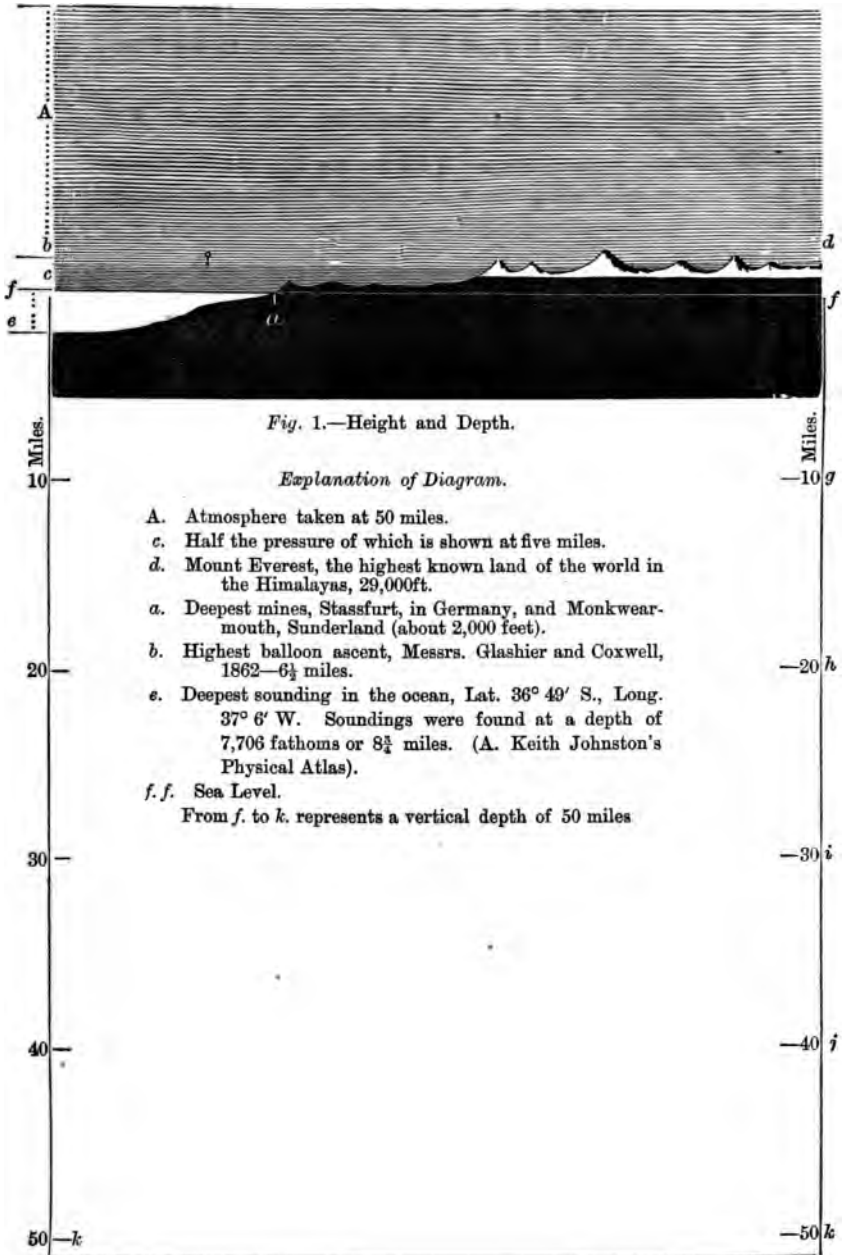 A
b
d
c
f
f
e
a
Fig. 1.—Height and Depth.
Miles.
Miles.
10
—10 g
Explanation of Diagram.
A. Atmosphere taken at 50 miles.
c. Half the pressure of which is shown at five miles.
d. Mount Everest, the highest known land of the world in
the Himalayas, 29,000ft.
a. Deepest mines, Stassfurt, in Germany, and Monkwear-
mouth, Sunderland (about 2,000 feet).
b. Highest balloon ascent, Messrs. Glashier and Coxwell,
1862—6½ miles.
20
—20 h
e. Deepest sounding in the ocean, Lat. 36° 49′ S., Long.
37° 6′ W. Soundings were found at a depth of
7,706 fathoms or 8¾ miles. (A. Keith Johnston's
Physical Atlas).
f. f. Sea Level.
From f. to k. represents a vertical depth of 50 miles
30
—30 i
40
—40 j
50 —k
—50 k